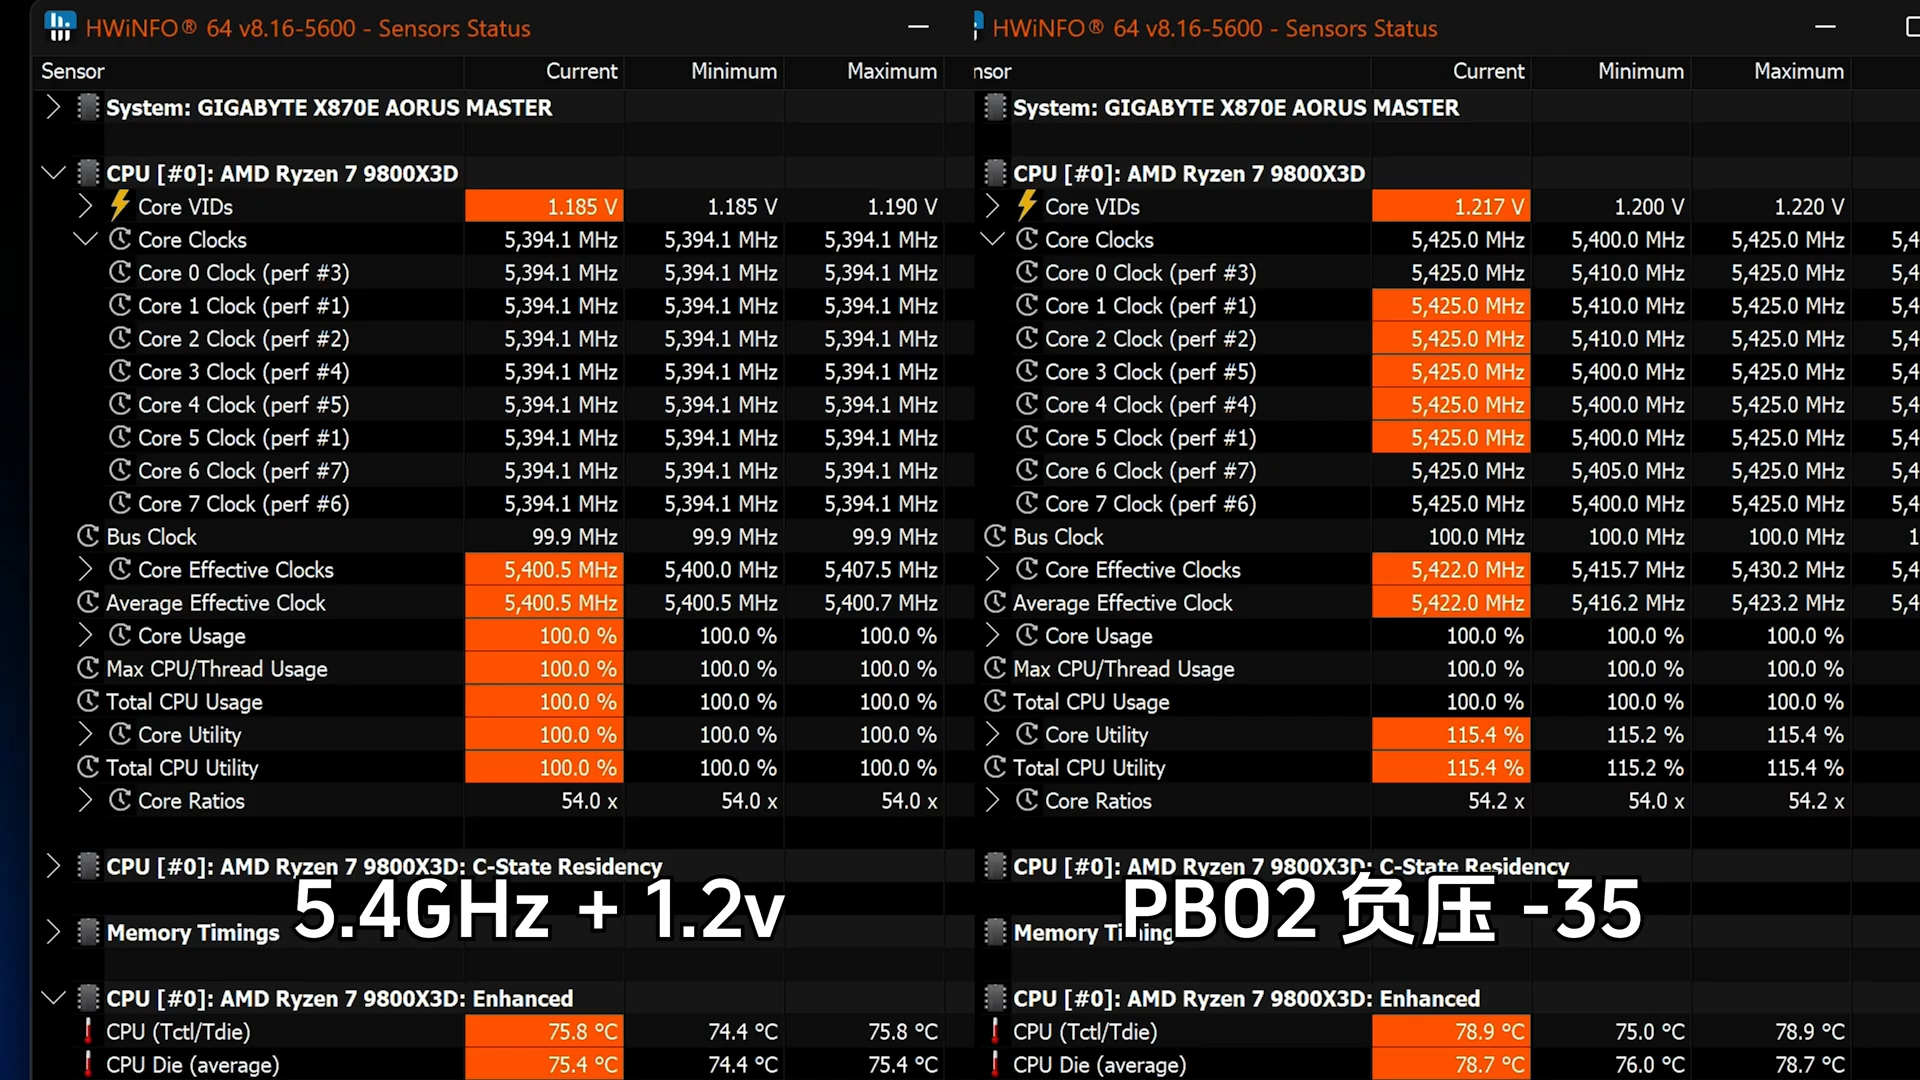 HWiNFO® 64 v8.16-5600 - Sensors Status
Sensor Current Minimum Maximum
System: GIGABYTE X870E AORUS MASTER
CPU [#0]: AMD Ryzen 7 9800X3D
Core VIDs 1.185 V 1.185 V 1.190 V
Core Clocks 5,394.1 MHz 5,394.1 MHz 5,394.1 MHz
Core 0 Clock (perf #3) 5,394.1 MHz 5,394.1 MHz 5,394.1 MHz
Core 1 Clock (perf #1) 5,394.1 MHz 5,394.1 MHz 5,394.1 MHz
Core 2 Clock (perf #2) 5,394.1 MHz 5,394.1 MHz 5,394.1 MHz
Core 3 Clock (perf #4) 5,394.1 MHz 5,394.1 MHz 5,394.1 MHz
Core 4 Clock (perf #5) 5,394.1 MHz 5,394.1 MHz 5,394.1 MHz
Core 5 Clock (perf #1) 5,394.1 MHz 5,394.1 MHz 5,394.1 MHz
Core 6 Clock (perf #7) 5,394.1 MHz 5,394.1 MHz 5,394.1 MHz
Core 7 Clock (perf #6) 5,394.1 MHz 5,394.1 MHz 5,394.1 MHz
Bus Clock 99.9 MHz 99.9 MHz 99.9 MHz
Core Effective Clocks 5,400.5 MHz 5,400.0 MHz 5,407.5 MHz
Average Effective Clock 5,400.5 MHz 5,400.5 MHz 5,400.7 MHz
Core Usage 100.0 % 100.0 % 100.0 %
Max CPU/Thread Usage 100.0 % 100.0 % 100.0 %
Total CPU Usage 100.0 % 100.0 % 100.0 %
Core Utility 100.0 % 100.0 % 100.0 %
Total CPU Utility 100.0 % 100.0 % 100.0 %
Core Ratios 54.0 x 54.0 x 54.0 x
CPU [#0]: AMD Ryzen 7 9800X3D: C-State Residency
5.4GHz + 1.2v
Memory Timings
CPU [#0]: AMD Ryzen 7 9800X3D: Enhanced
CPU (Tctl/Tdie) 75.8 °C 74.4 °C 75.8 °C
CPU Die (average) 75.4 °C 74.4 °C 75.4 °C
HWiNFO® 64 v8.16-5600 - Sensors Status
nsor Current Minimum Maximum
System: GIGABYTE X870E AORUS MASTER
CPU [#0]: AMD Ryzen 7 9800X3D
Core VIDs 1.217 V 1.200 V 1.220 V
Core Clocks 5,425.0 MHz 5,400.0 MHz 5,425.0 MHz 5,4
Core 0 Clock (perf #3) 5,425.0 MHz 5,410.0 MHz 5,425.0 MHz 5,4
Core 1 Clock (perf #1) 5,425.0 MHz 5,410.0 MHz 5,425.0 MHz 5,4
Core 2 Clock (perf #2) 5,425.0 MHz 5,410.0 MHz 5,425.0 MHz 5,4
Core 3 Clock (perf #5) 5,425.0 MHz 5,400.0 MHz 5,425.0 MHz 5,4
Core 4 Clock (perf #4) 5,425.0 MHz 5,400.0 MHz 5,425.0 MHz 5,4
Core 5 Clock (perf #1) 5,425.0 MHz 5,400.0 MHz 5,425.0 MHz 5,4
Core 6 Clock (perf #7) 5,425.0 MHz 5,405.0 MHz 5,425.0 MHz 5,4
Core 7 Clock (perf #6) 5,425.0 MHz 5,400.0 MHz 5,425.0 MHz 5,4
Bus Clock 100.0 MHz 100.0 MHz 100.0 MHz 1
Core Effective Clocks 5,422.0 MHz 5,415.7 MHz 5,430.2 MHz 5,4
Average Effective Clock 5,422.0 MHz 5,416.2 MHz 5,423.2 MHz 5,4
Core Usage 100.0 % 100.0 % 100.0 %
Max CPU/Thread Usage 100.0 % 100.0 % 100.0 %
Total CPU Usage 100.0 % 100.0 % 100.0 %
Core Utility 115.4 % 115.2 % 115.4 %
Total CPU Utility 115.4 % 115.2 % 115.4 %
Core Ratios 54.2 x 54.0 x 54.2 x
CPU [#0]: AMD Ryzen 7 9800X3D: C-State Residency
PBO2 负压 -35
Memory Timing
CPU [#0]: AMD Ryzen 7 9800X3D: Enhanced
CPU (Tctl/Tdie) 78.9 °C 75.0 °C 78.9 °C
CPU Die (average) 78.7 °C 76.0 °C 78.7 °C